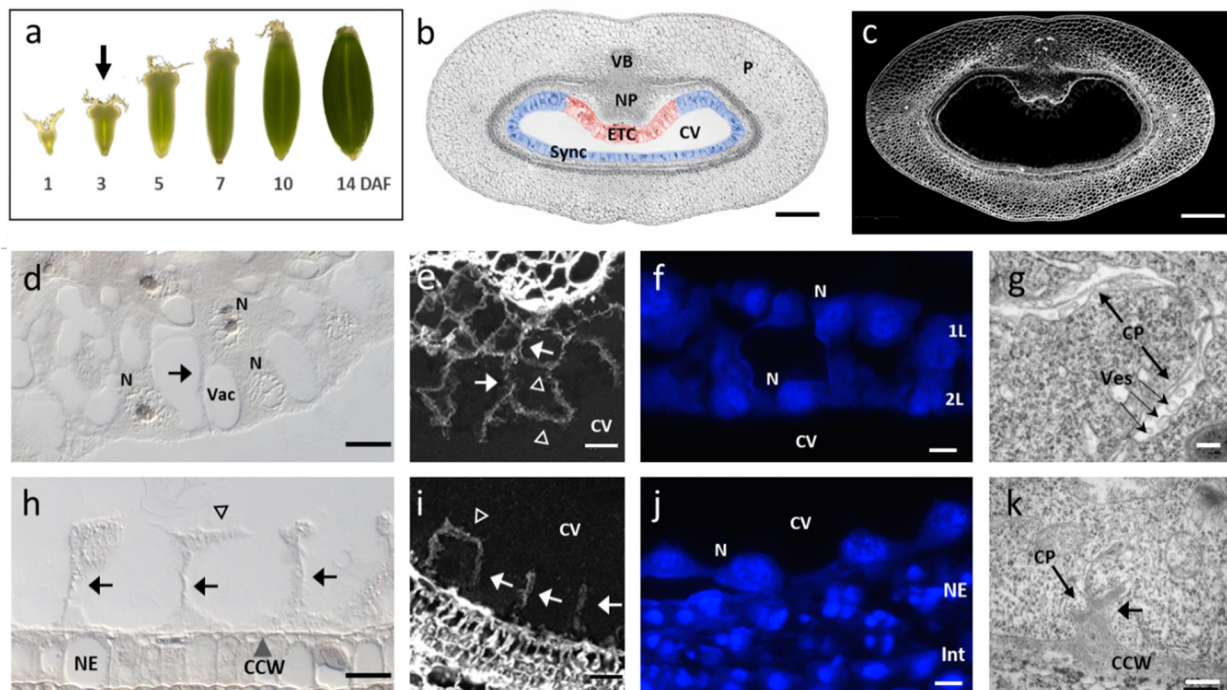 a
1 3 5 7 10 14 DAF
b
VB
P
NP
ETC
CV
Sync
c
d
N
N
N
Vac
e
CV
f
N
1L
N
2L
CV
g
CP
Ves
h
NE
CCW
i
CV
j
CV
N
NE
Int
k
CP
CCW